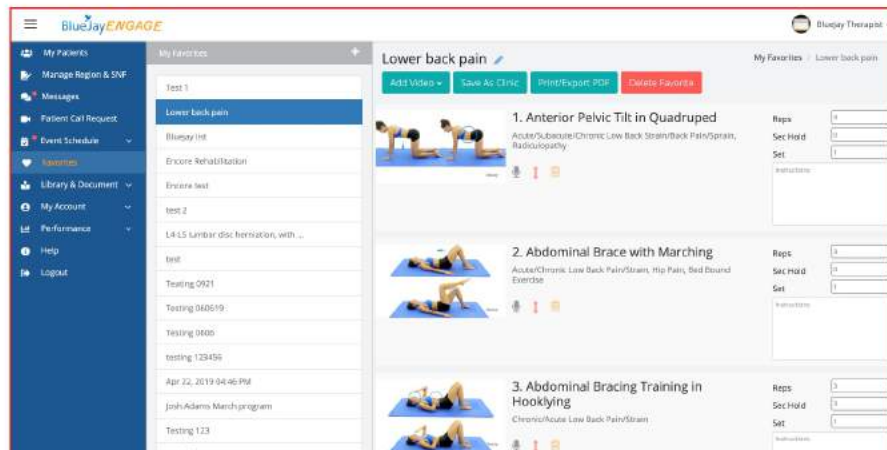 BlueJayENGAGE
Bluejay Therapist
My Patients
Manage Region & SNF
Messages
Patient Call Request
Event Schedule
Favorites
Library & Document
My Account
Performance
Help
Logout
My Favorites
Test 1
Lower back pain
Bluejay list
Encore Rehabilitation
Encore test
test 2
L4-L5 lumbar disc herniation, with ...
test
Testing 0921
Testing 060619
Testing 0606
testing 123456
Apr 22, 2019 04:46 PM
Josh Adams March program
Testing 123
Lower back pain
My Favorites / Lower back pain
Add Video
Save As Clinic
Print/Export PDF
Delete Favorite
1. Anterior Pelvic Tilt in Quadruped
Acute/Subacute/Chronic Low Back Strain/Back Pain/Sprain,
Radiculopathy
Reps
Sec Hold
Set 1
Instructions
2. Abdominal Brace with Marching
Acute/Chronic Low Back Pain/Strain, Hip Pain, Bed Bound
Exercise
Reps
Sec Hold
Set 1
Instructions
3. Abdominal Bracing Training in
Hooklying
Chronic/Acute Low Back Pain/Strain
Reps 3
Sec Hold
Set 1
Instructions